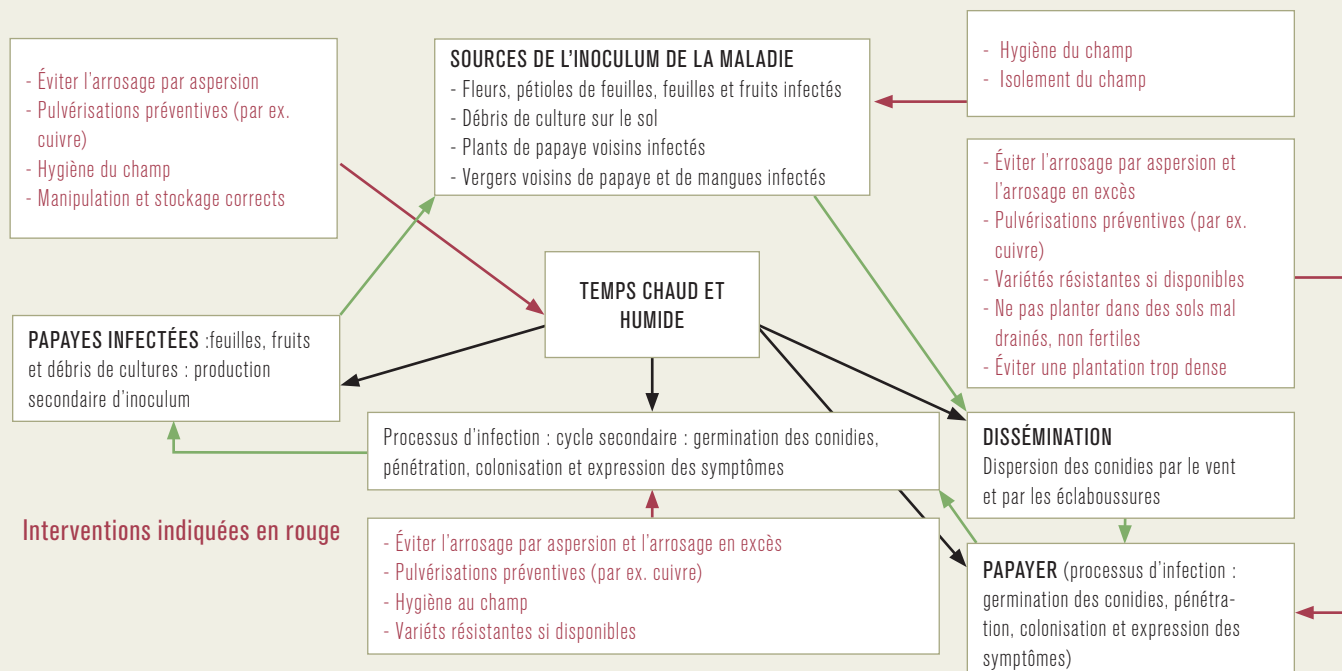 - Éviter l'arrosage par aspersion
- Pulvérisations préventives (par ex.
cuivre)
- Hygiène du champ
- Manipulation et stockage corrects
SOURCES DE L'INOCULUM DE LA MALADIE
- Fleurs, pétioles de feuilles, feuilles et fruits infectés
- Débris de culture sur le sol
- Plants de papaye voisins infectés
- Vergers voisins de papaye et de mangues infectés
- Hygiène du champ
- Isolement du champ
- Éviter l'arrosage par aspersion et
l'arrosage en excès
- Pulvérisations préventives (par ex.
cuivre)
- Variétés résistantes si disponibles
- Ne pas planter dans des sols mal
drainés, non fertiles
- Éviter une plantation trop dense
TEMPS CHAUD ET
HUMIDE
PAPAYES INFECTÉES :feuilles, fruits
et débris de cultures : production
secondaire d'inoculum
Processus d'infection : cycle secondaire : germination des conidies,
pénétration, colonisation et expression des symptômes
DISSÉMINATION
Dispersion des conidies par le vent
et par les éclaboussures
Interventions indiquées en rouge
- Éviter l'arrosage par aspersion et l'arrosage en excès
- Pulvérisations préventives (par ex. cuivre)
- Hygiène au champ
- Variéts résistantes si disponibles
PAPAYER (processus d'infection :
germination des conidies, pénétra-
tion, colonisation et expression des
symptômes)